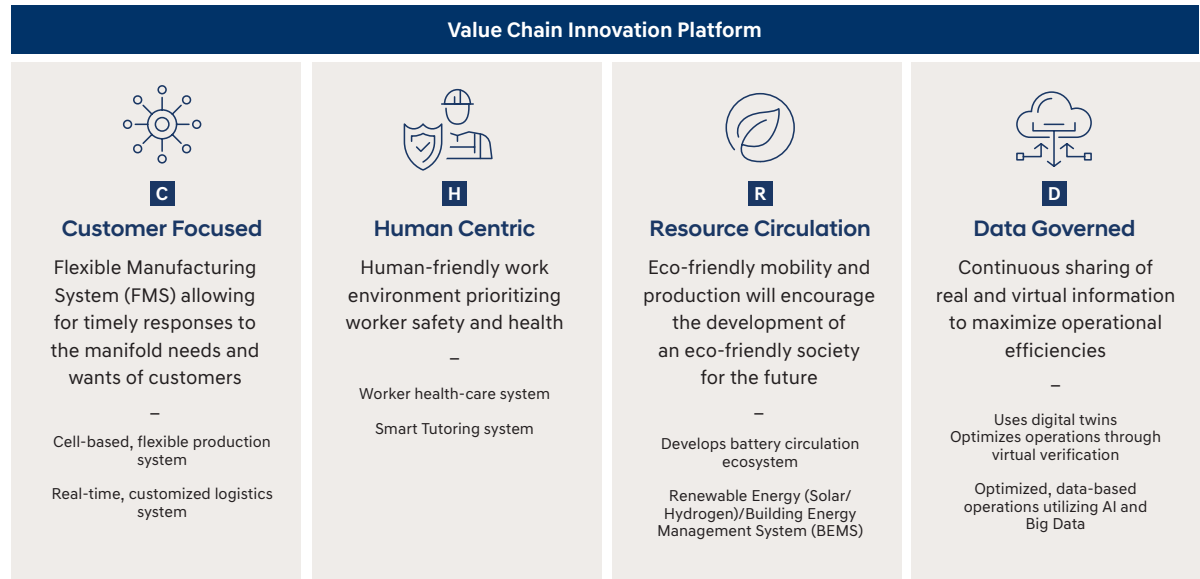 Value Chain Innovation Platform
C
Customer Focused
Flexible Manufacturing
System (FMS) allowing
for timely responses to
the manifold needs and
wants of customers
–
Cell-based, flexible production
system
Real-time, customized logistics
system
H
Human Centric
Human-friendly work
environment prioritizing
worker safety and health
–
Worker health-care system
Smart Tutoring system
R
Resource Circulation
Eco-friendly mobility and
production will encourage
the development of
an eco-friendly society
for the future
–
Develops battery circulation
ecosystem
Renewable Energy (Solar/
Hydrogen)/Building Energy
Management System (BEMS)
D
Data Governed
Continuous sharing of
real and virtual information
to maximize operational
efficiencies
–
Uses digital twins
Optimizes operations through
virtual verification
Optimized, data-based
operations utilizing AI and
Big Data